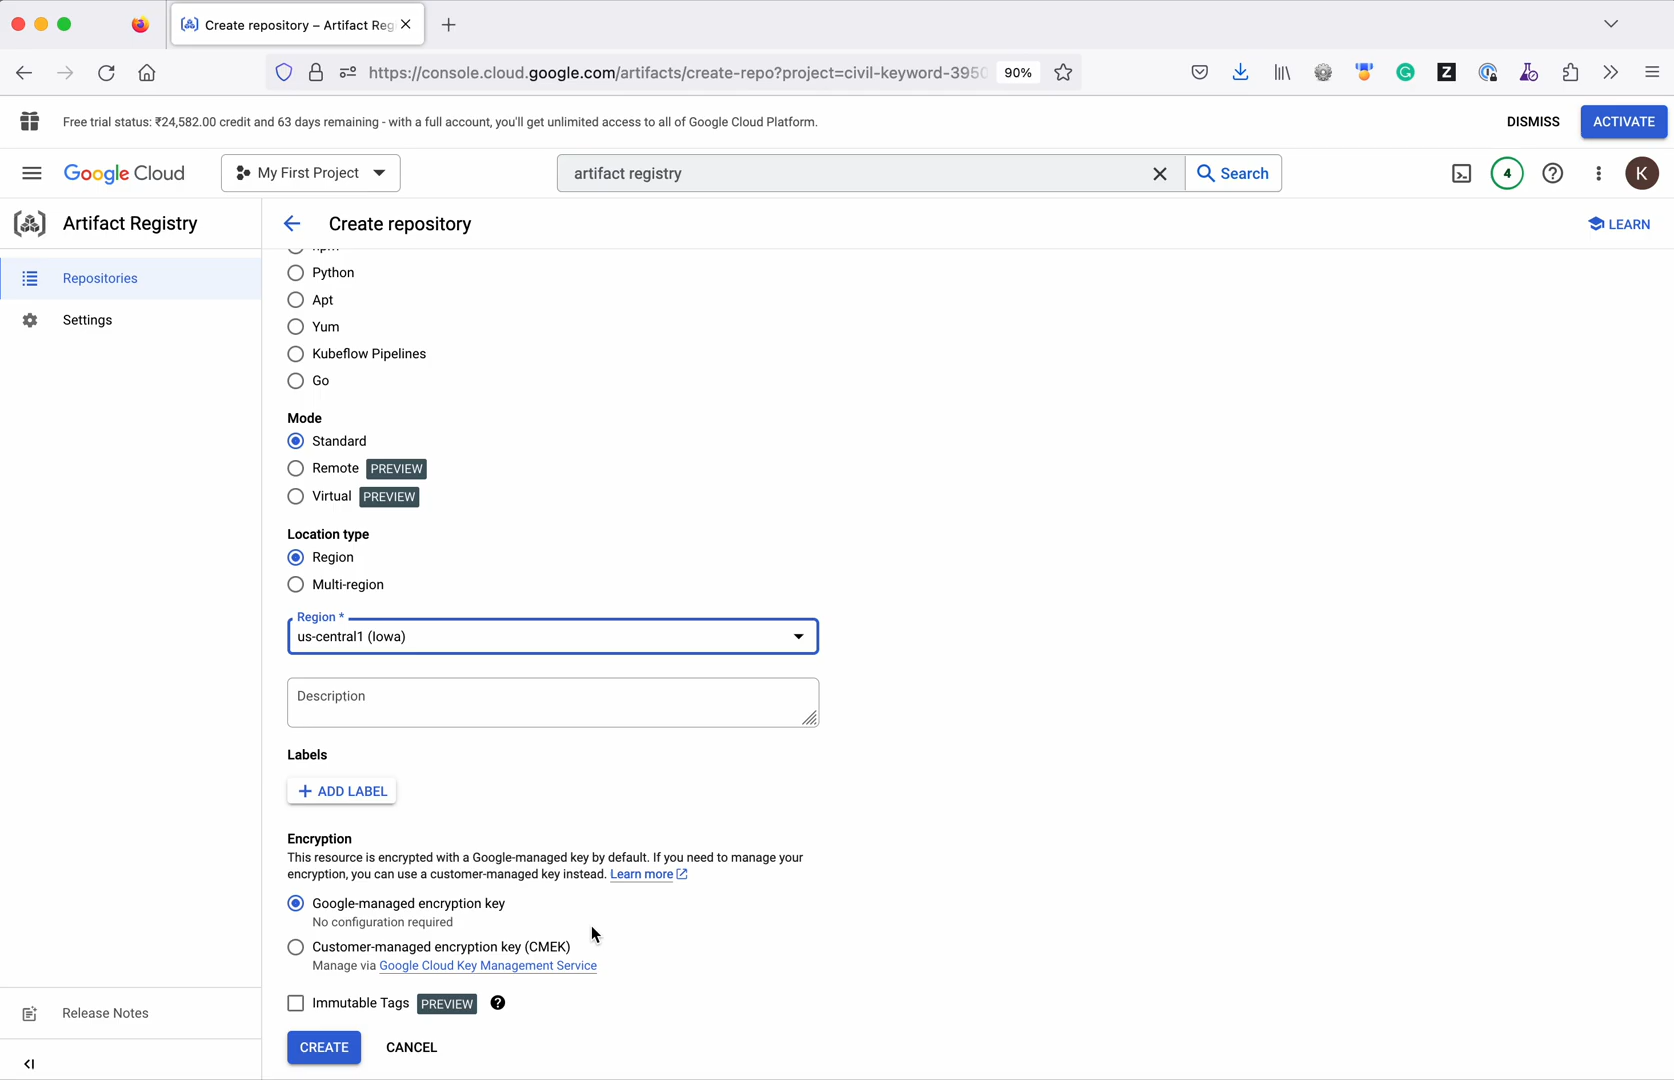 Create repository – Artifact Reg
https://console.cloud.google.com/artifacts/create-repo?project=civil-keyword-395
90%
Free trial status: ₹24,582.00 credit and 63 days remaining - with a full account, you'll get unlimited access to all of Google Cloud Platform.
DISMISS
ACTIVATE
Google Cloud
My First Project
artifact registry
Search
4
K
Artifact Registry
Create repository
LEARN
Repositories
Settings
Python
Apt
Yum
Kubeflow Pipelines
Go
Mode
Standard
Remote PREVIEW
Virtual PREVIEW
Location type
Region
Multi-region
Region *
us-central1 (Iowa)
Description
Labels
ADD LABEL
Encryption
This resource is encrypted with a Google-managed key by default. If you need to manage your
encryption, you can use a customer-managed key instead. Learn more
Google-managed encryption key
No configuration required
Customer-managed encryption key (CMEK)
Manage via Google Cloud Key Management Service
Immutable Tags PREVIEW
CREATE
CANCEL
Release Notes